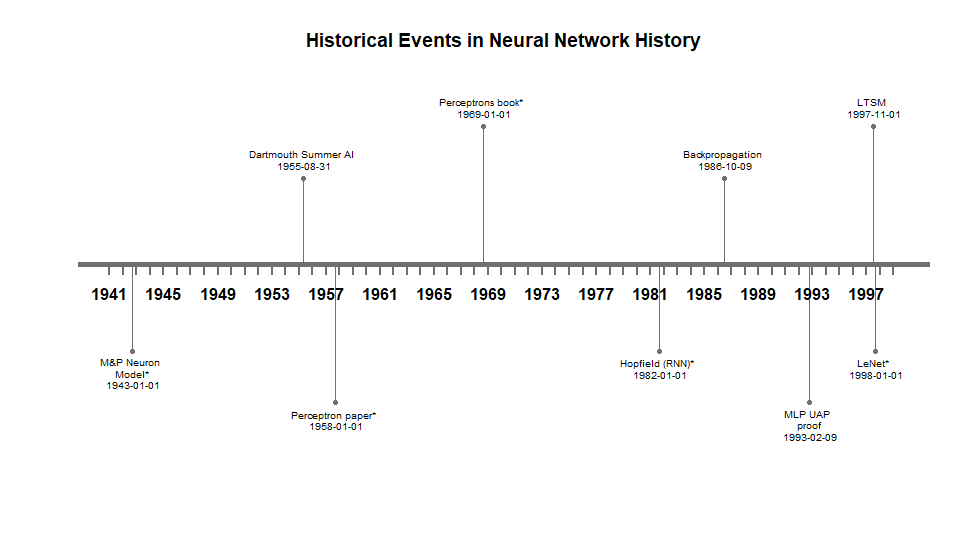 Historical Events in Neural Network History
Perceptrons book*
1969-01-01
LTSM
1997-11-01
Dartmouth Summer AI
1955-08-31
Backpropagation
1986-10-09
1941 1945 1949 1953 1957 1961 1965 1969 1973 1977 1981 1985 1989 1993 1997
M&P Neuron
Model*
1943-01-01
Hopfield (RNN)*
1982-01-01
LeNet*
1998-01-01
Perceptron paper*
1958-01-01
MLP UAP
proof
1993-02-09